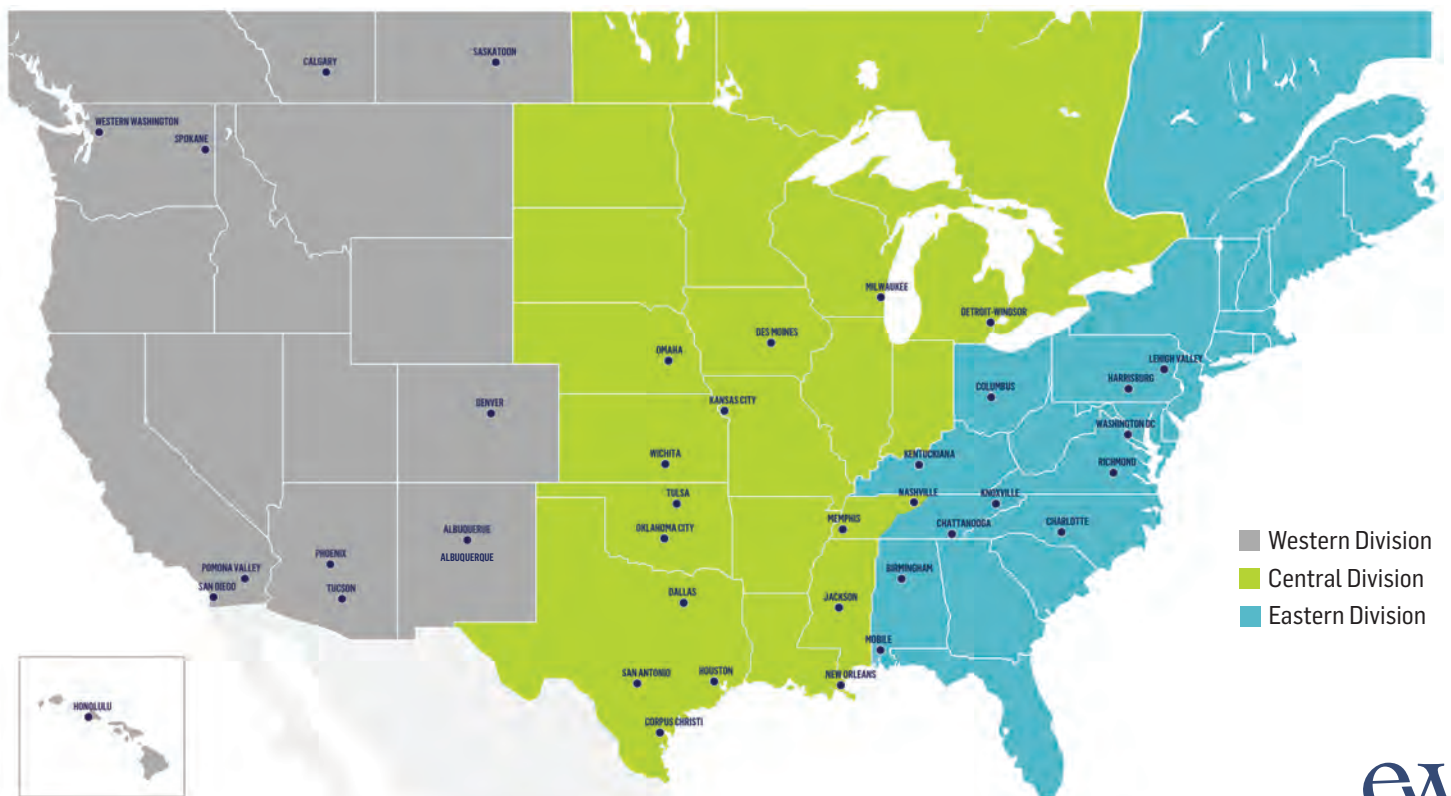 CALGARY
SASKATOON
WESTERN WASHINGTON
SPOKANE
MILWAUKEE
DETROIT-WINDSOR
DES MOINES
OMAHA
LEHIGH VALLEY
HARRISBURG
COLUMBUS
DENVER
KANSAS CITY
WASHINGTON DC
WICHITA
KENTUCKIANA
RICHMOND
TULSA
NASHVILLE
KNOXVILLE
OKLAHOMA CITY
MEMPHIS
CHATTANOOGA
CHARLOTTE
ALBUQUERUE
ALBUQUERQUE
PHOENIX
POMONA VALLEY
SAN DIEGO
TUCSON
BIRMINGHAM
DALLAS
JACKSON
MOBILE
SAN ANTONIO
HOUSTON
NEW ORLEANS
CORPUS CHRISTI
HONOLULU
Western Division
Central Division
Eastern Division
ew